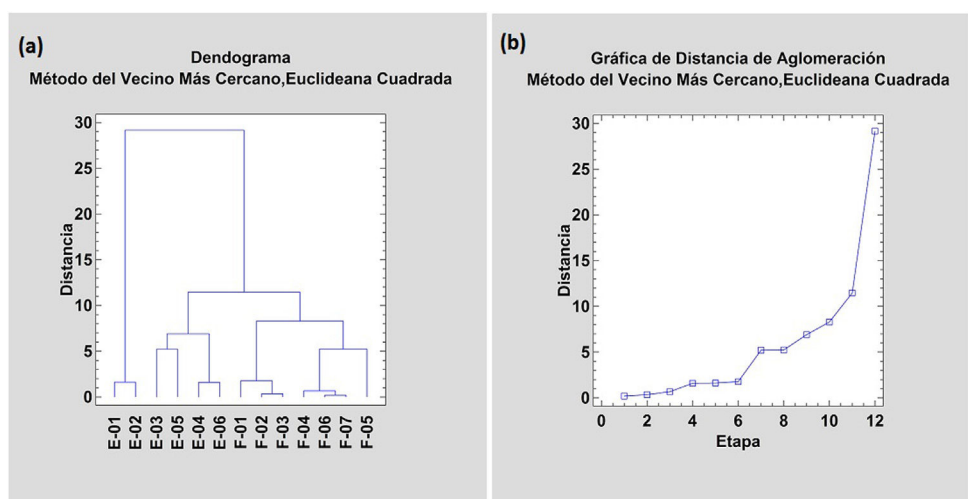 (a)
Dendograma
Método del Vecino Más Cercano,Euclideana Cuadrada
Distancia
30
25
20
15
10
5
0
E-01
E-02
E-03
E-05
E-04
E-06
F-01
F-02
F-03
F-04
F-06
F-07
F-05
(b)
Gráfica de Distancia de Aglomeración
Método del Vecino Más Cercano,Euclideana Cuadrada
Distancia
30
25
20
15
10
5
0
0 2 4 6 8 10 12
Etapa